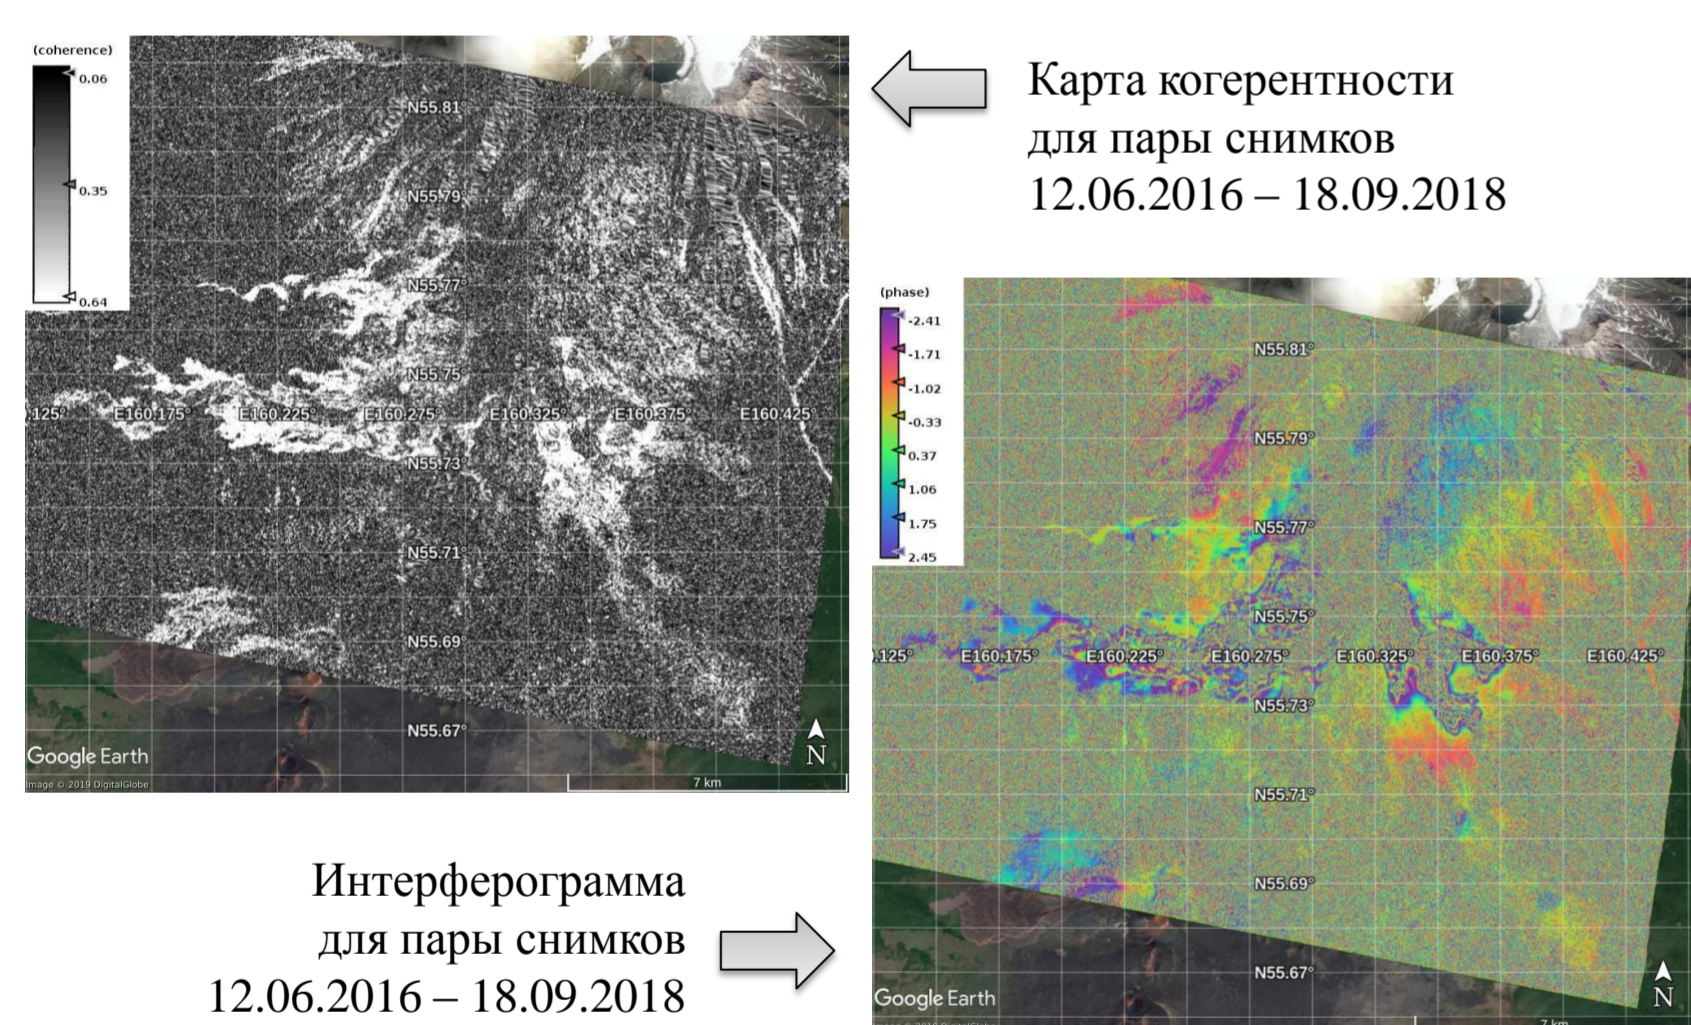 (coherence)
0.06
0.35
0.64
N55.81°
N55.79°
N55.77°
N55.75°
.125°
E160.175°
E160.225°
E160.275°
E160.325°
E160.375°
E160.425°
N55.73°
N55.71°
N55.69°
N55.67°
N
Google Earth
Image © 2019 DigitalGlobe
7 km
Карта когерентности
для пары снимков
12.06.2016 – 18.09.2018
(phase)
-2.41
-1.71
-1.02
-0.33
0.37
1.06
1.75
2.45
N55.81°
N55.79°
N55.77°
N55.75°
.125°
E160.175°
E160.225°
E160.275°
E160.325°
E160.375°
E160.425°
N55.73°
N55.71°
N55.69°
N55.67°
N
Google Earth
7 km
Интерферограмма
для пары снимков
12.06.2016 – 18.09.2018